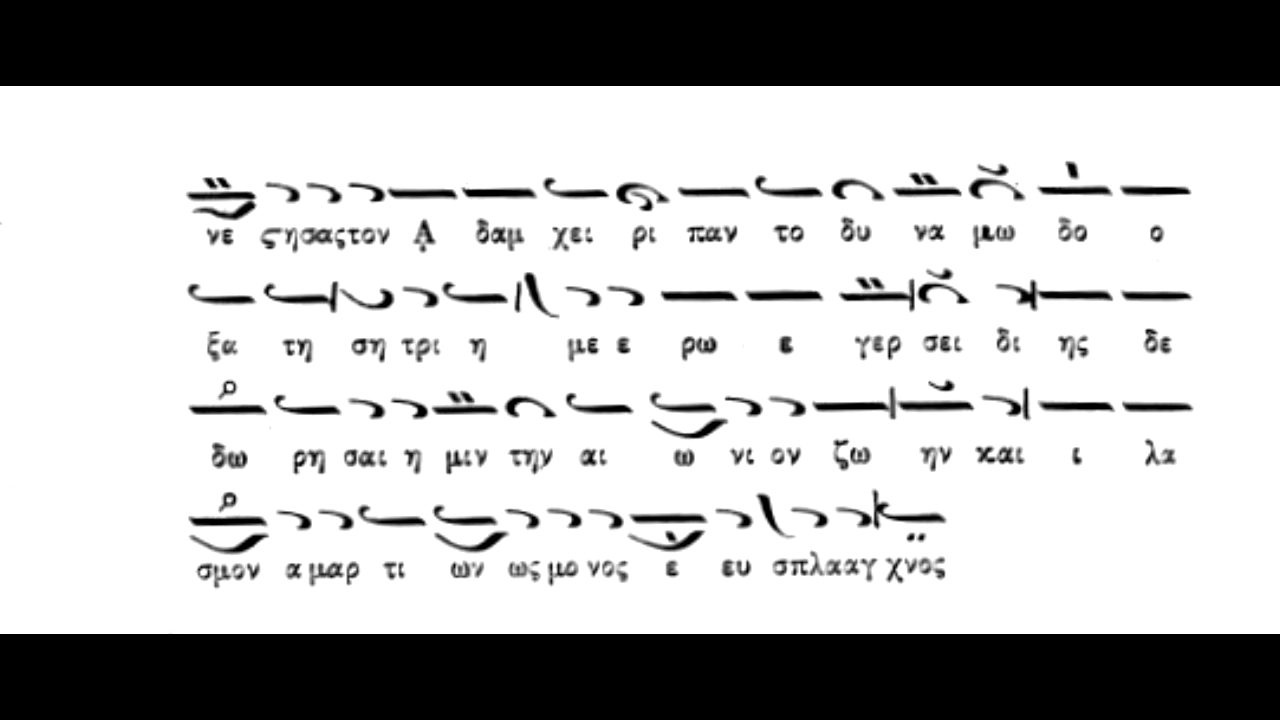 νε ςησαςτον Α δαμ χει ρι παν το δυ να μω δο ο
ξα τη ση τρι η με ε ρω ε γερ σει δι ης δε
δω ρη σαι η μιν την αι ω νι ον ζω ην και ι λα
σμον α μαρ τι ων ως μο νος ε ευ σπλααγ χνος